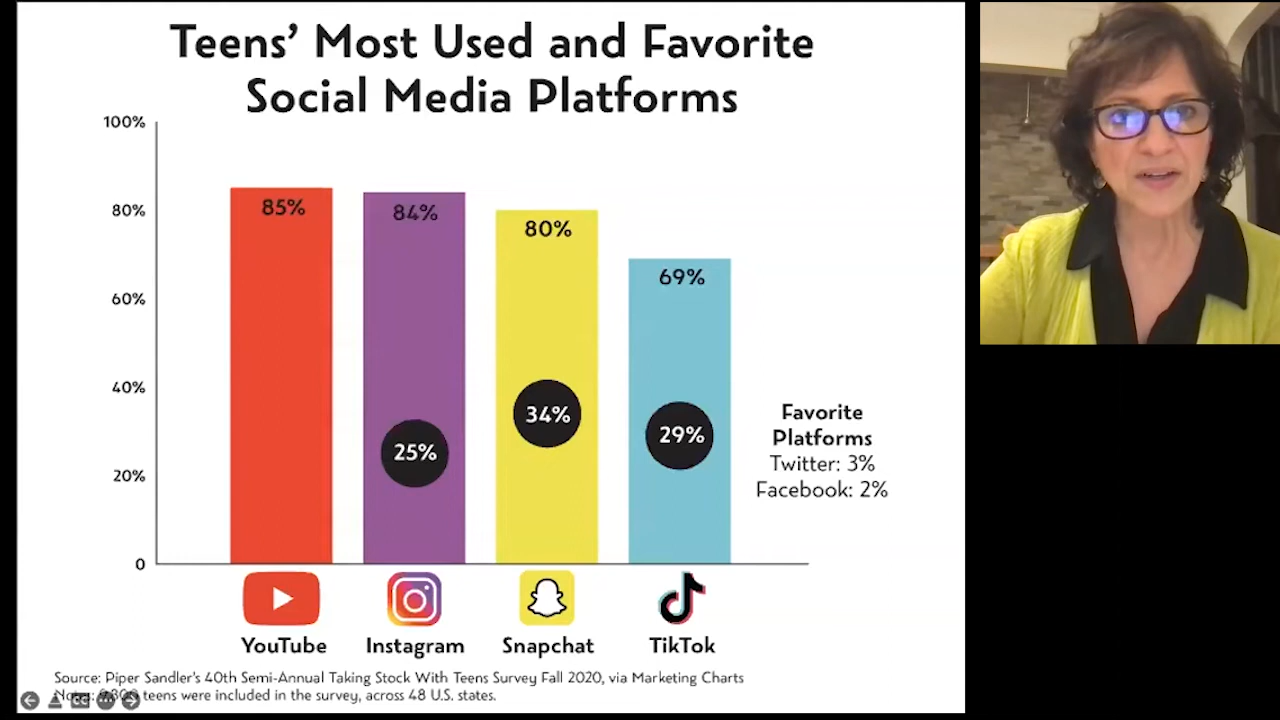 Teens' Most Used and Favorite
Social Media Platforms
100%
80%
60%
40%
20%
0
85%
84%
80%
69%
25%
34%
29%
Favorite
Platforms
Twitter: 3%
Facebook: 2%
YouTube
Instagram
Snapchat
TikTok
Source: Piper Sandler's 40th Semi-Annual Taking Stock With Teens Survey Fall 2020, via Marketing Charts
teens were included in the survey, across 48 U.S. states.